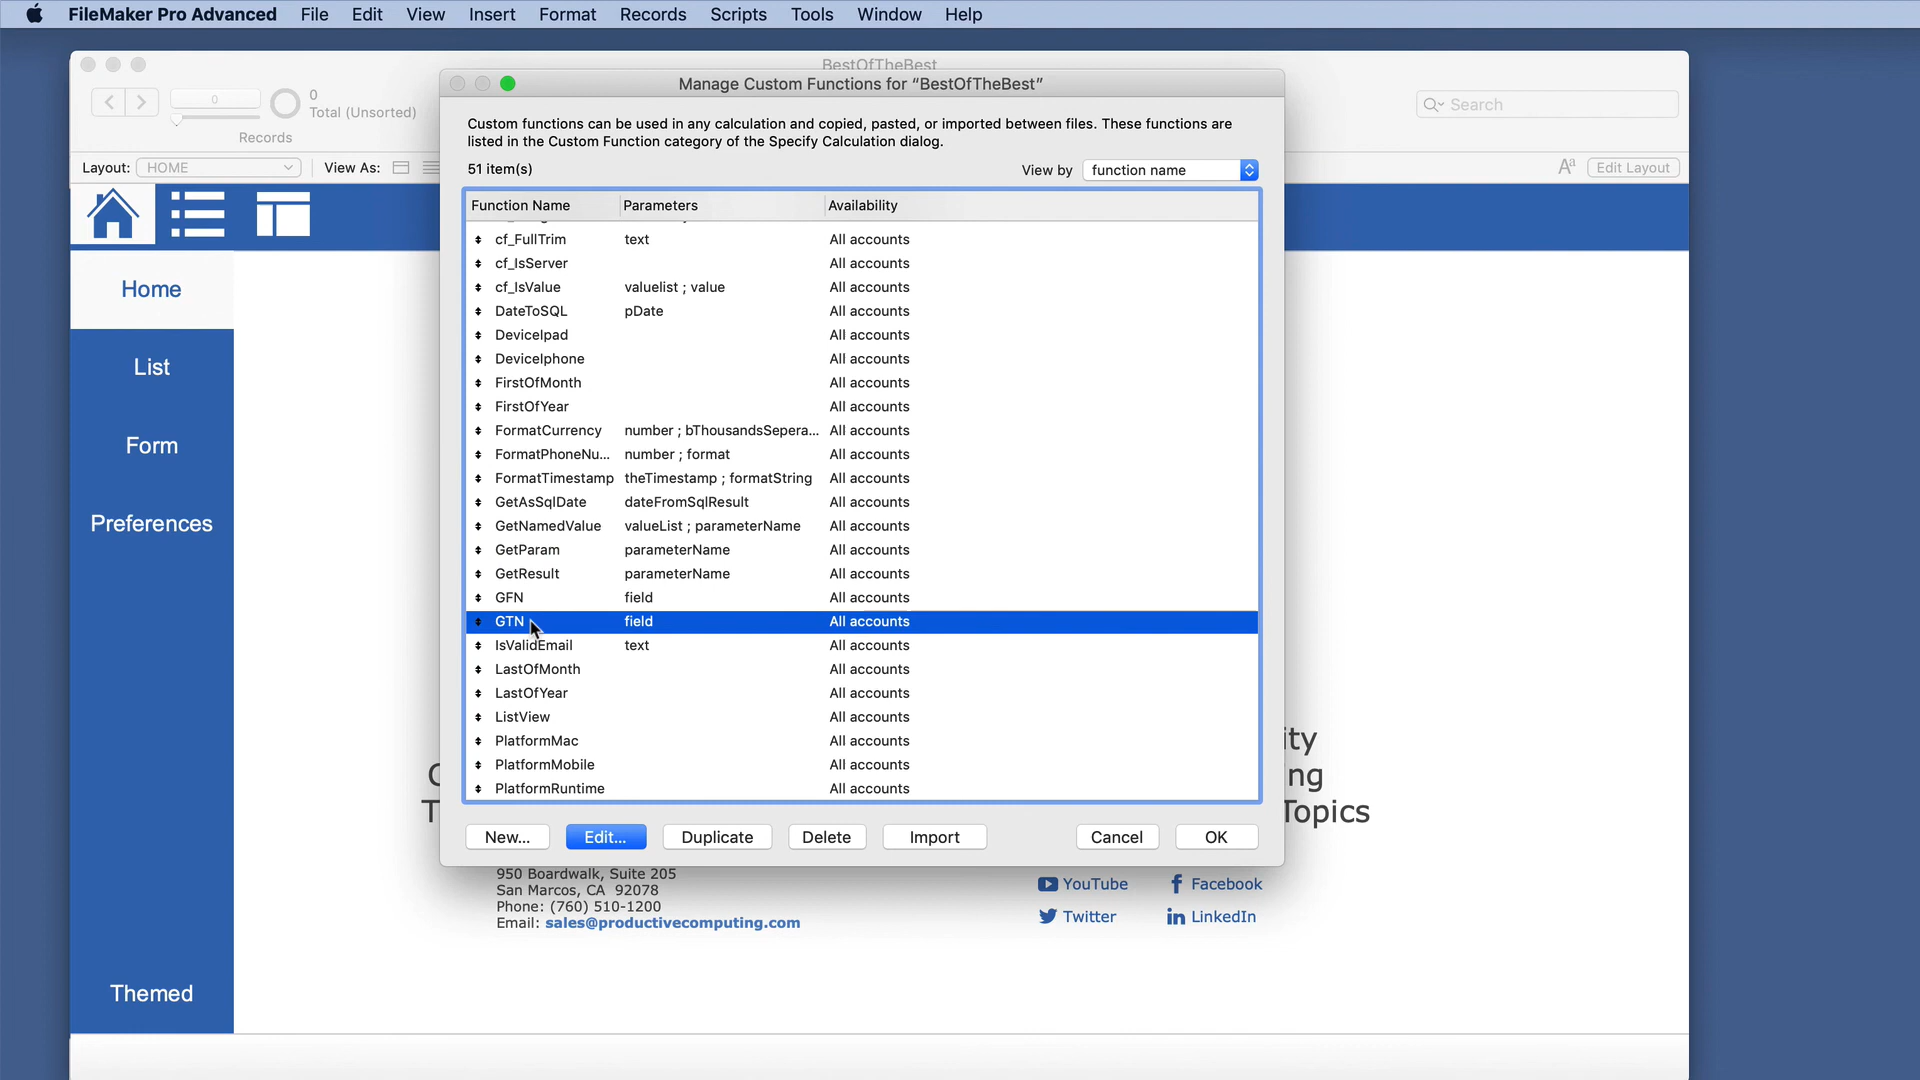 FileMaker Pro Advanced File Edit View Insert Format Records Scripts Tools Window Help
BestOfTheBest
Manage Custom Functions for “BestOfTheBest”
0
0
Total (Unsorted)
Records
Search
Layout: HOME View As:
Aa Edit Layout
Custom functions can be used in any calculation and copied, pasted, or imported between files. These functions are
listed in the Custom Function category of the Specify Calculation dialog.
51 item(s)
View by function name
Function Name Parameters Availability
cf_FullTrim text All accounts
cf_IsServer All accounts
cf_IsValue valuelist ; value All accounts
DateToSQL pDate All accounts
DeviceIpad All accounts
DeviceIphone All accounts
FirstOfMonth All accounts
FirstOfYear All accounts
FormatCurrency number ; bThousandsSepera... All accounts
FormatPhoneNu... number ; format All accounts
FormatTimestamp theTimestamp ; formatString All accounts
GetAsSqlDate dateFromSqlResult All accounts
GetNamedValue valueList ; parameterName All accounts
GetParam parameterName All accounts
GetResult parameterName All accounts
GFN field All accounts
GTN field All accounts
IsValidEmail text All accounts
LastOfMonth All accounts
LastOfYear All accounts
ListView All accounts
PlatformMac All accounts
PlatformMobile All accounts
PlatformRuntime All accounts
New... Edit... Duplicate Delete Import Cancel OK
Home
List
Form
Preferences
Themed
ity
ng
Topics
950 Boardwalk, Suite 205
San Marcos, CA 92078
Phone: (760) 510-1200
Email: sales@productivecomputing.com
YouTube Facebook
Twitter LinkedIn